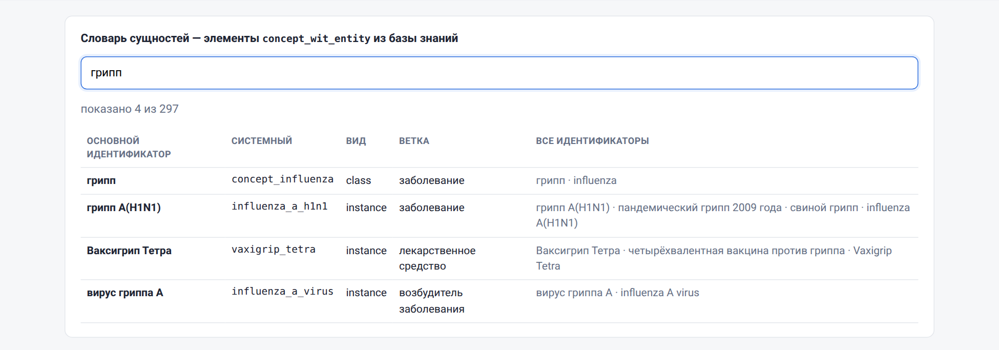 Словарь сущностей — элементы concept_wit_entity из базы знаний
грипп
показано 4 из 297
ОСНОВНОЙ ИДЕНТИФИКАТОР СИСТЕМНЫЙ ВИД ВЕТКА ВСЕ ИДЕНТИФИКАТОРЫ
грипп concept_influenza class заболевание грипп · influenza
грипп A(H1N1) influenza_a_h1n1 instance заболевание грипп A(H1N1) · пандемический грипп 2009 года · свиной грипп · influenza
A(H1N1)
Ваксигрип Тетра vaxigrip_tetra instance лекарственное средство Ваксигрип Тетра · четырёхвалентная вакцина против гриппа · Vaxigrip
Tetra
вирус гриппа A influenza_a_virus instance возбудитель заболевания вирус гриппа A · influenza A virus